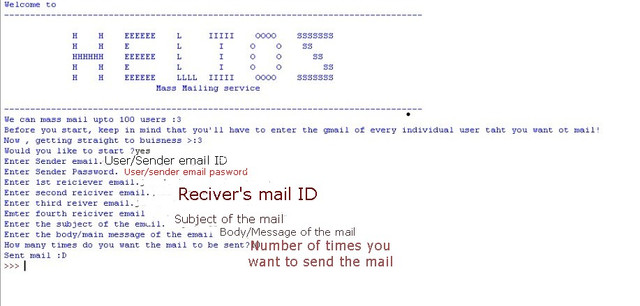 Welcome to
--------------------------------------------------------------------------------
H H EEEEEE L IIIII OOOO SSSSSSS
H H E L I O O SS
HHHHHH EEEEEE L I O O SS
H H E L I O O SS
H H EEEEEE LLLL IIIII OOOO SSSSSSS
Mass Mailing service
--------------------------------------------------------------------------------
We can mass mail upto 100 users :3
Before you start, keep in mind that you'll have to enter the gmail of every individual user taht you want ot mail!
Now , getting straight to buisness >:3
Would you like to start ?yes
Enter Sender email. User/Sender email ID
Enter Sender Password. User/sender email pasword
Enter 1st reiciever email.
Enter second reiciver email.
Reciver's mail ID
Enter third reiver email.
Emter fourth reiciver email
Subject of the mail
Enter the subject of the email.
Enter the body/main message of the email Body/Message of the mail
How many times do you want the mail to be sent? Number of times you
want to send the mail
Sent mail :D
>>>